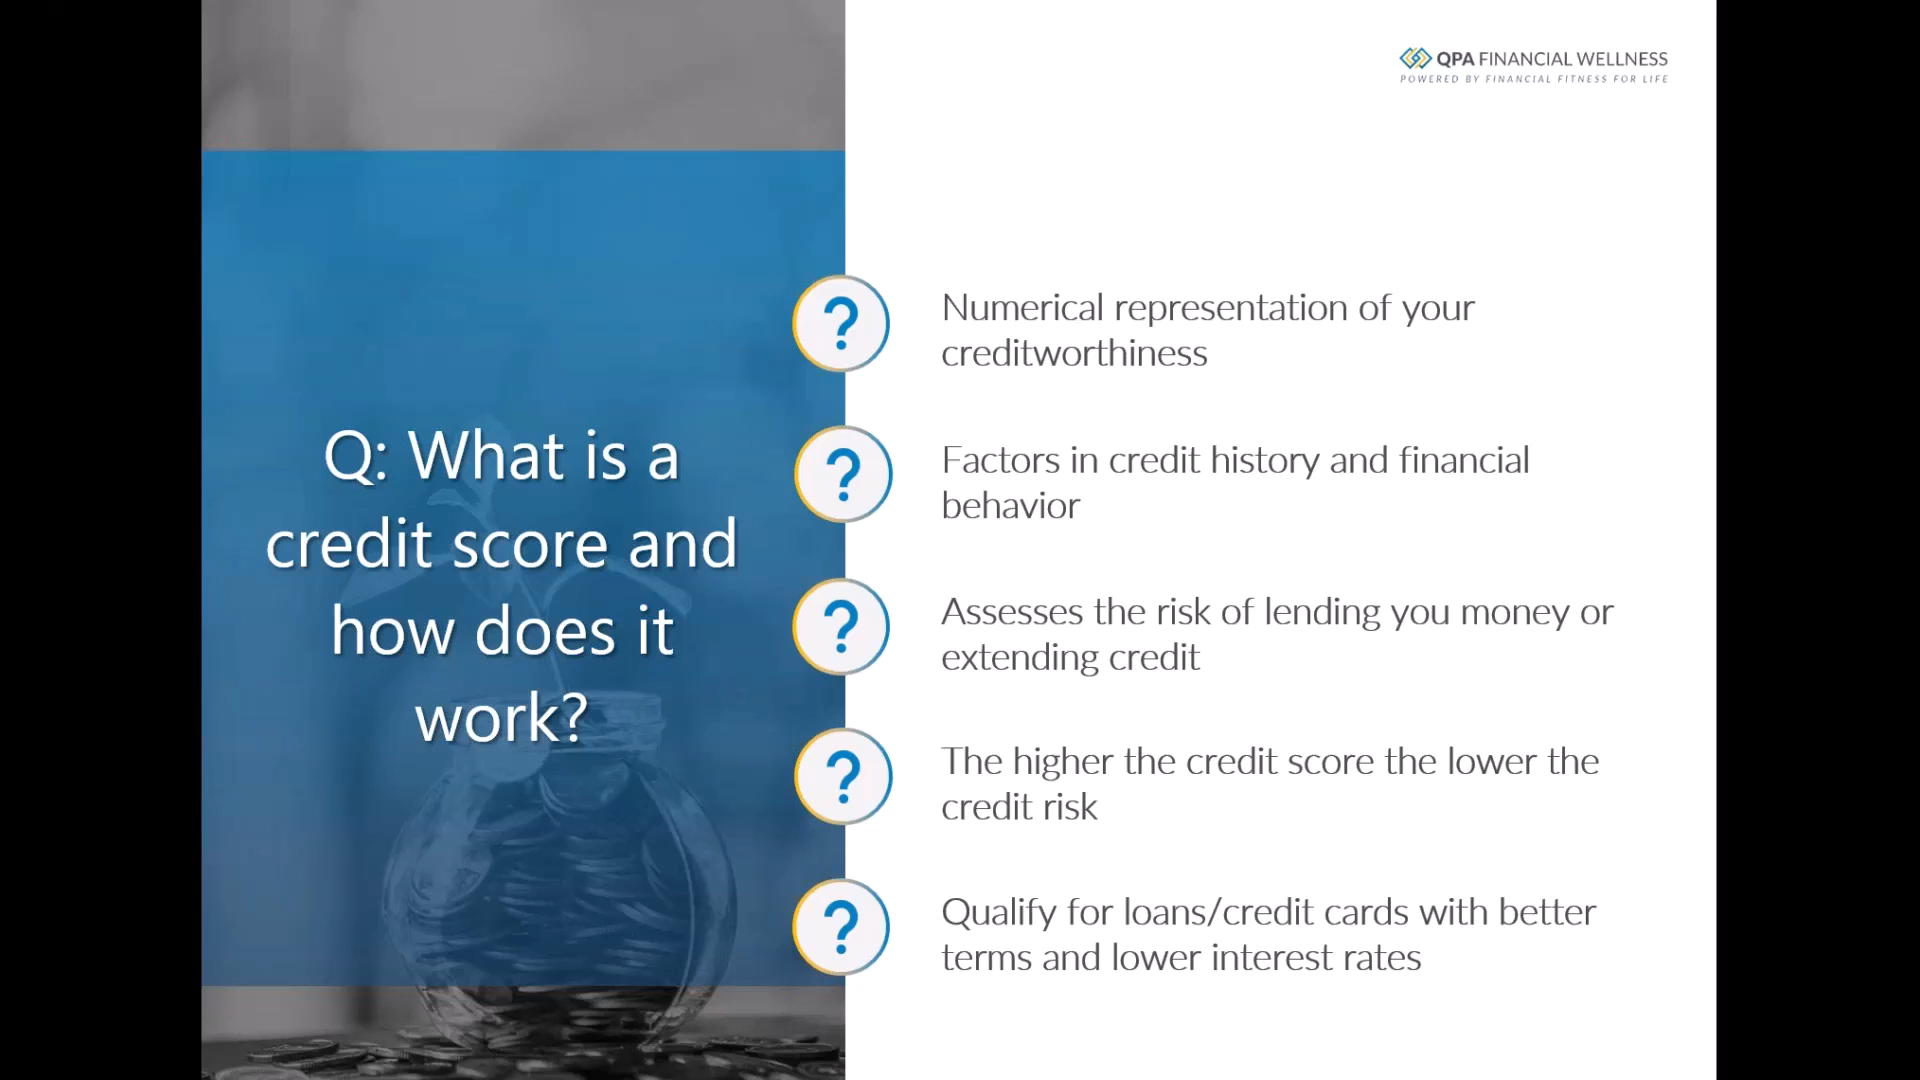 QPA FINANCIAL WELLNESS
POWERED BY FINANCIAL FITNESS FOR LIFE
Q: What is a
credit score and
how does it
work?
?
Numerical representation of your
creditworthiness
?
Factors in credit history and financial
behavior
?
Assesses the risk of lending you money or
extending credit
?
The higher the credit score the lower the
credit risk
?
Qualify for loans/credit cards with better
terms and lower interest rates